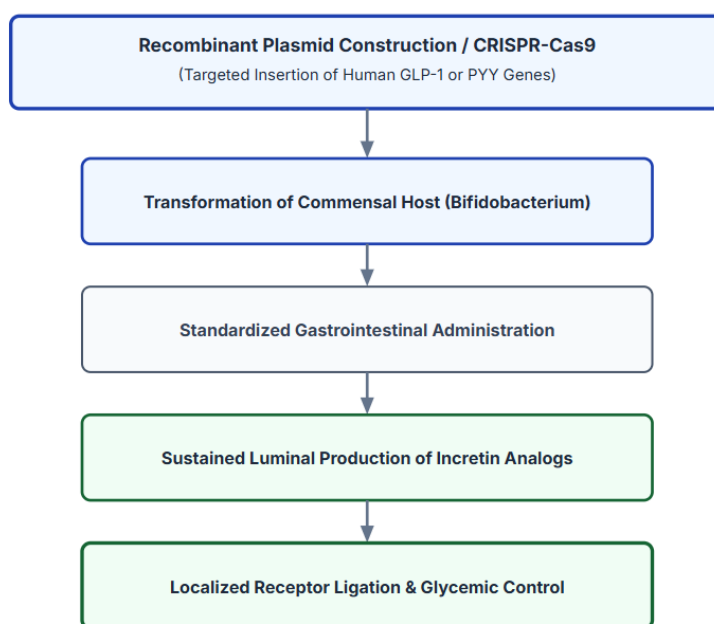 Recombinant Plasmid Construction / CRISPR-Cas9
(Targeted Insertion of Human GLP-1 or PYY Genes)
Transformation of Commensal Host (Bifidobacterium)
Standardized Gastrointestinal Administration
Sustained Luminal Production of Incretin Analogs
Localized Receptor Ligation & Glycemic Control